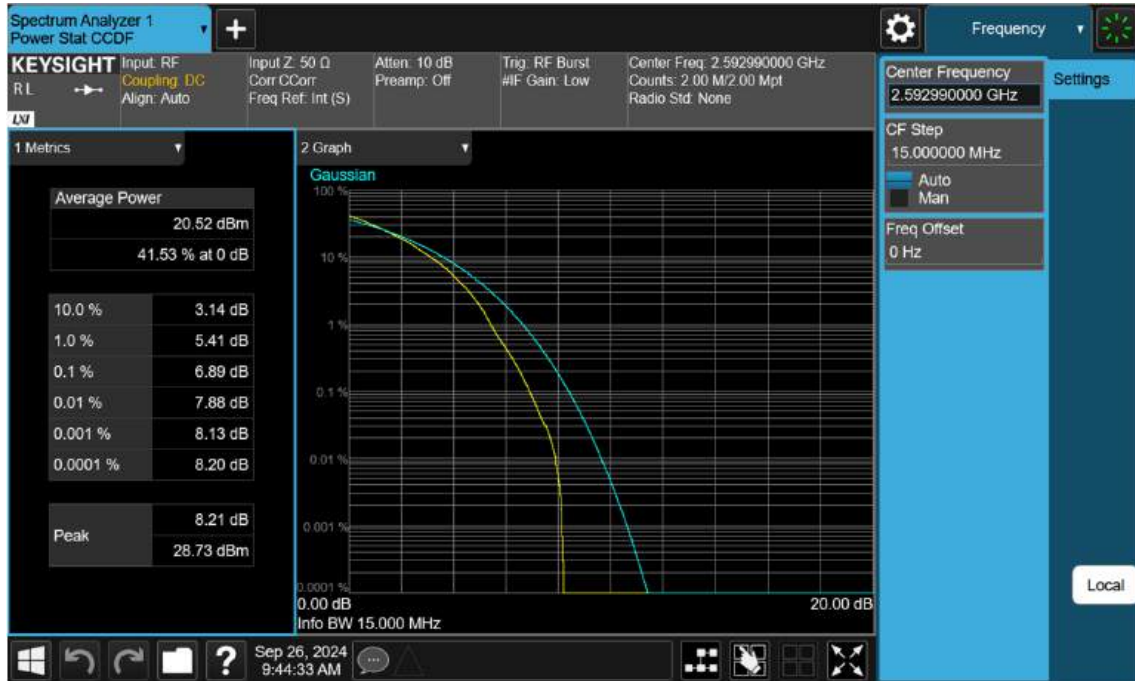 Spectrum Analyzer 1
Power Stat CCDF
Frequency
KEYSIGHT
RL
LXI
Input: RF
Coupling: DC
Align: Auto
Input Z: 50 Ω
Corr CCorr
Freq Ref: Int (S)
Atten: 10 dB
Preamp: Off
Trig: RF Burst
#IF Gain: Low
Center Freq: 2.592990000 GHz
Counts: 2.00 M/2.00 Mpt
Radio Std: None
Center Frequency
2.592990000 GHz
Settings
CF Step
15.000000 MHz
Auto
Man
Freq Offset
0 Hz
Local
1 Metrics
Average Power
20.52 dBm
41.53 % at 0 dB
10.0 % 3.14 dB
1.0 % 5.41 dB
0.1 % 6.89 dB
0.01 % 7.88 dB
0.001 % 8.13 dB
0.0001 % 8.20 dB
Peak
8.21 dB
28.73 dBm
2 Graph
Gaussian
100 %
10 %
1 %
0.1 %
0.01 %
0.001 %
0.0001 %
0.00 dB 20.00 dB
Info BW 15.000 MHz
?
Sep 26, 2024
9:44:33 AM